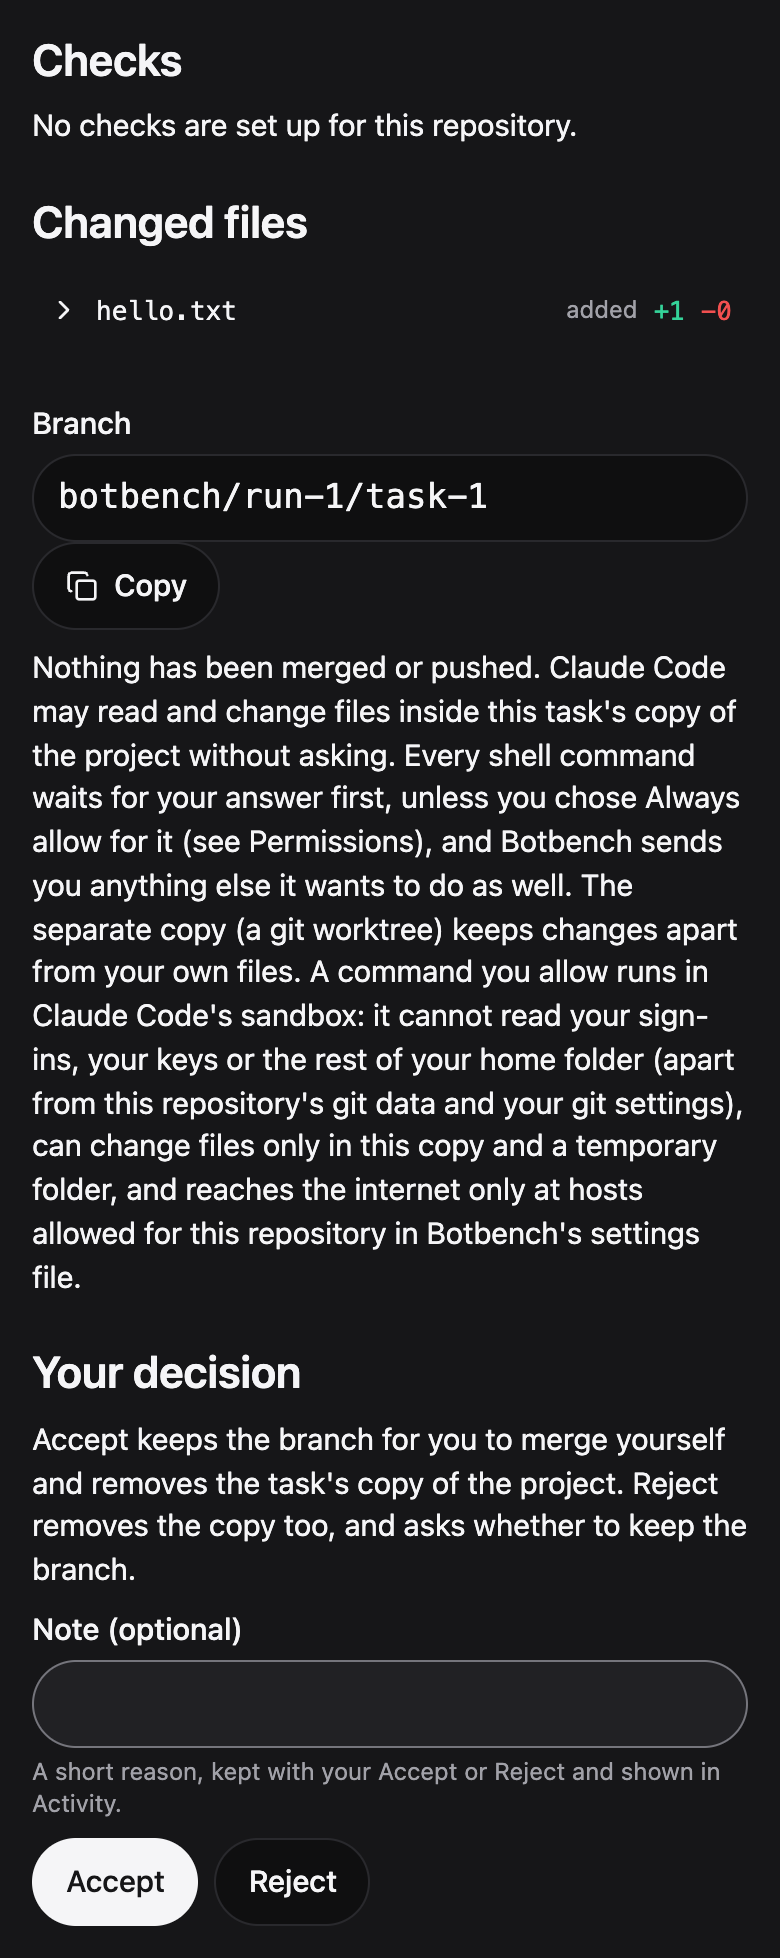 Checks
No checks are set up for this repository.
Changed files
hello.txt added +1 −0
Branch
botbench/run-1/task-1
Copy
Nothing has been merged or pushed. Claude Code
may read and change files inside this task's copy of
the project without asking. Every shell command
waits for your answer first, unless you chose Always
allow for it (see Permissions), and Botbench sends
you anything else it wants to do as well. The
separate copy (a git worktree) keeps changes apart
from your own files. A command you allow runs in
Claude Code's sandbox: it cannot read your sign-
ins, your keys or the rest of your home folder (apart
from this repository's git data and your git settings),
can change files only in this copy and a temporary
folder, and reaches the internet only at hosts
allowed for this repository in Botbench's settings
file.
Your decision
Accept keeps the branch for you to merge yourself
and removes the task's copy of the project. Reject
removes the copy too, and asks whether to keep the
branch.
Note (optional)
A short reason, kept with your Accept or Reject and shown in
Activity.
Accept Reject